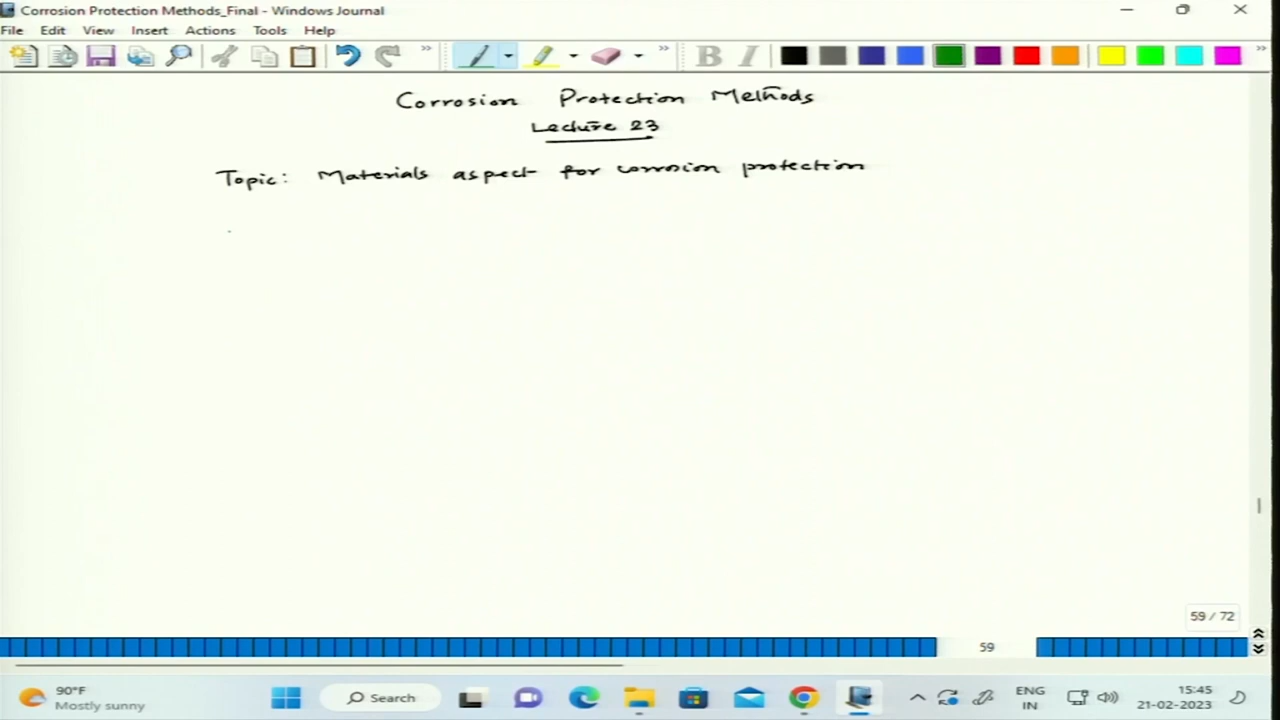 Corrosion Protection Methods_Final - Windows Journal
File Edit View Insert Actions Tools Help
B I
Corrosion Protection Methods
Lecture 23
Topic: Materials aspect for corrosion protection
59 / 72
59
90°F
Mostly sunny
Search
ENG
IN
15:45
21-02-2023